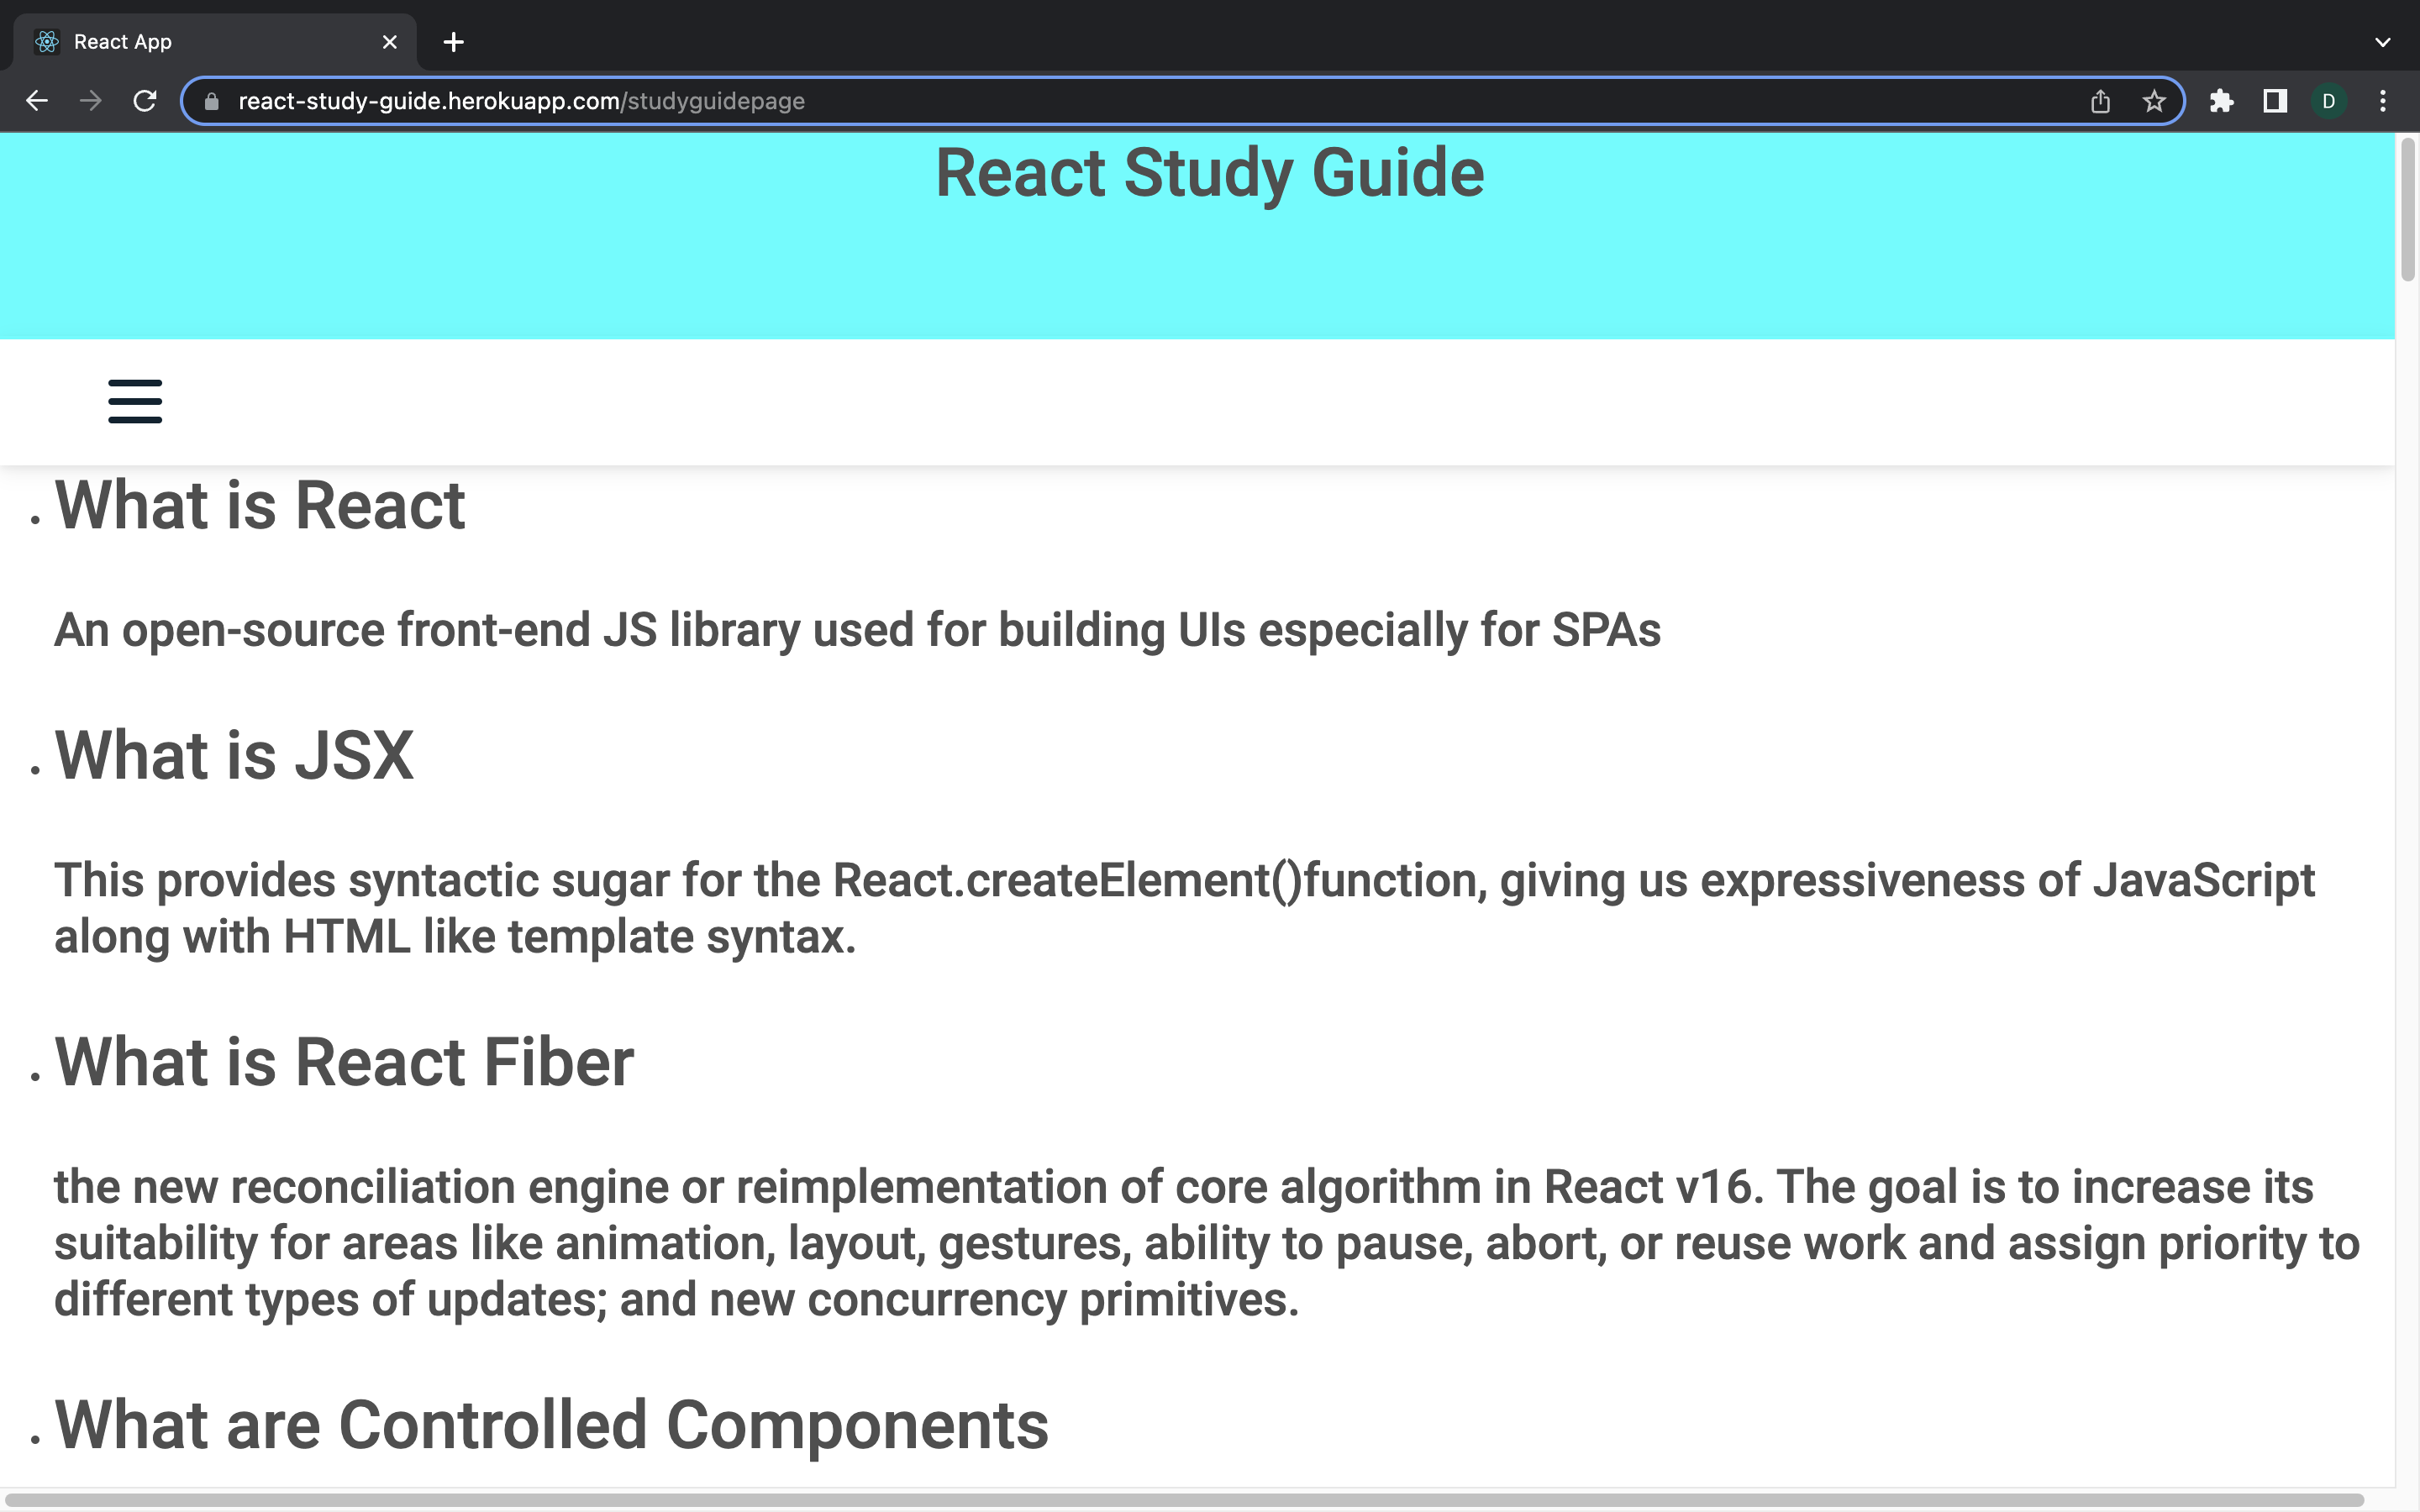 React App
react-study-guide.herokuapp.com/studyguidepage
D
React Study Guide
• What is React
An open-source front-end JS library used for building UIs especially for SPAs
• What is JSX
This provides syntactic sugar for the React.createElement()function, giving us expressiveness of JavaScript
along with HTML like template syntax.
• What is React Fiber
the new reconciliation engine or reimplementation of core algorithm in React v16. The goal is to increase its
suitability for areas like animation, layout, gestures, ability to pause, abort, or reuse work and assign priority to
different types of updates; and new concurrency primitives.
• What are Controlled Components